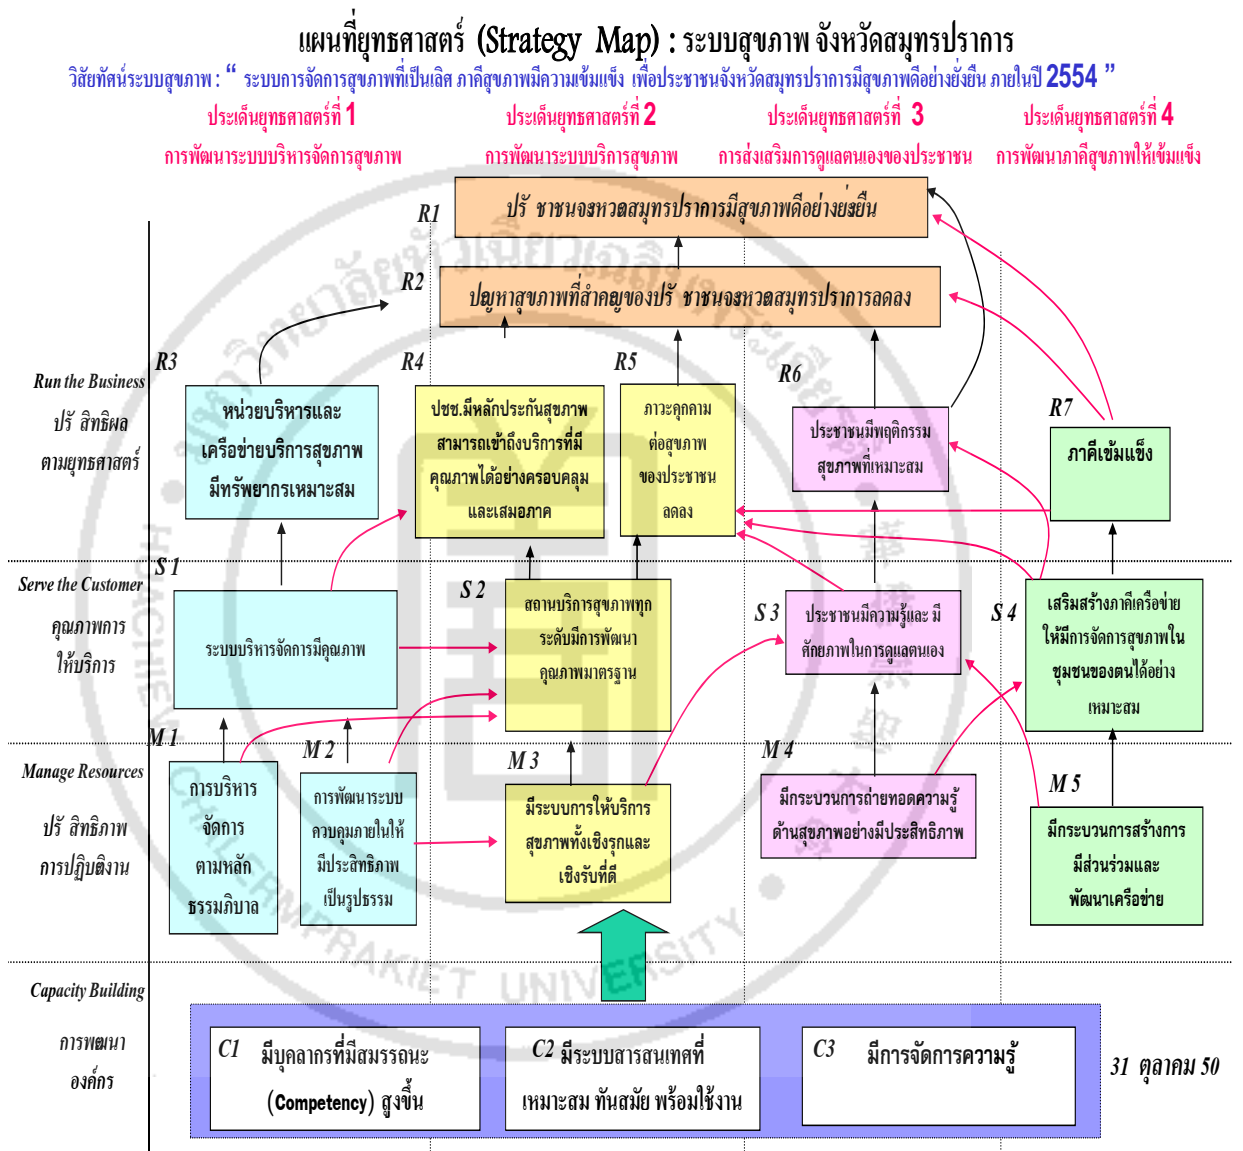 แผนที่ยุทธศาสตร์ (Strategy Map) : ระบบสุขภาพ จังหวัดสมุทรปราการ
วิสัยทัศน์ระบบสุขภาพ : “ ระบบการจัดการสุขภาพที่เป็นเลิศ ภาคีสุขภาพมีความเข้มแข็ง เพื่อประชาชนจังหวัดสมุทรปราการมีสุขภาพดีอย่างยั่งยืน ภายในปี 2554 ”
ประเด็นยุทธศาสตร์ที่ 1
การพัฒนาระบบบริหารจัดการสุขภาพ
ประเด็นยุทธศาสตร์ที่ 2
การพัฒนาระบบบริการสุขภาพ
ประเด็นยุทธศาสตร์ที่ 3
การส่งเสริมการดูแลตนเองของประชาชน
ประเด็นยุทธศาสตร์ที่ 4
การพัฒนาภาคีสุขภาพให้เข้มแข็ง
R1
ปรั ชาชนจงหวดสมุทรปราการมีสุขภาพดีอย่างยงยืน
R2
ปญหาสุขภาพที่สำคญของปรั ชาชนจงหวดสมุทรปราการลดลง
Run the Business
ปรั สิทธิผล
ตามยุทธศาสตร์
R3
หน่วยบริหารและ
เครือข่ายบริการสุขภาพ
มีทรัพยากรเหมาะสม
R4
ปชช.มีหลักประกันสุขภาพ
สามารถเข้าถึงบริการที่มี
คุณภาพได้อย่างครอบคลุม
และเสมอภาค
R5
ภาวะคุกคาม
ต่อสุขภาพ
ของประชาชน
ลดลง
R6
ประชาชนมีพฤติกรรม
สุขภาพที่เหมาะสม
R7
ภาคีเข้มแข็ง
Serve the Customer
คุณภาพการ
ให้บริการ
S 1
ระบบบริหารจัดการมีคุณภาพ
S 2
สถานบริการสุขภาพทุก
ระดับมีการพัฒนา
คุณภาพมาตรฐาน
S 3
ประชาชนมีความรู้และ มี
ศักยภาพในการดูแลตนเอง
S 4
เสริมสร้างภาคีเครือข่าย
ให้มีการจัดการสุขภาพใน
ชุมชนของตนได้อย่าง
เหมาะสม
Manage Resources
ปรั สิทธิภาพ
การปฏิบติงาน
M 1
การบริหาร
จัดการ
ตามหลัก
ธรรมภิบาล
M 2
การพัฒนาระบบ
ควบคุมภายในให้
มีประสิทธิภาพ
เป็นรูปธรรม
M 3
มีระบบการให้บริการ
สุขภาพทั้งเชิงรุกและ
เชิงรับที่ดี
M 4
มีกระบวนการถ่ายทอดความรู้
ด้านสุขภาพอย่างมีประสิทธิภาพ
M 5
มีกระบวนการสร้างการ
มีส่วนร่วมและ
พัฒนาเครือข่าย
Capacity Building
การพฒนา
องค์กร
C1 มีบุคลากรที่มีสมรรถนะ
(Competency) สูงขึ้น
C2 มีระบบสารสนเทศที่
เหมาะสม ทันสมัย พร้อมใช้งาน
C3 มีการจัดการความรู้
31 ตุลาคม 50
มหาวิทยาลัยหัวเฉียวเฉลิมพระเกียรติ
HUACHIEW CHALERMPRAKIET UNIVERSITY